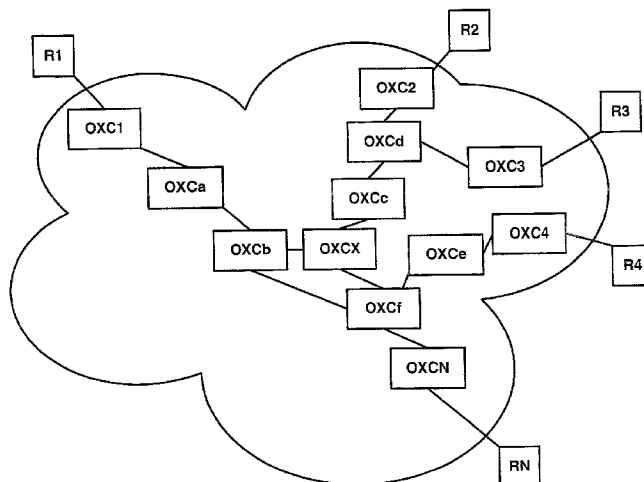 R1
R2
OXC1
OXC2
R3
OXCd
OXC3
OXCa
OXCc
OXCb
OXCX
OXCe
OXC4
R4
OXCf
OXCN
RN